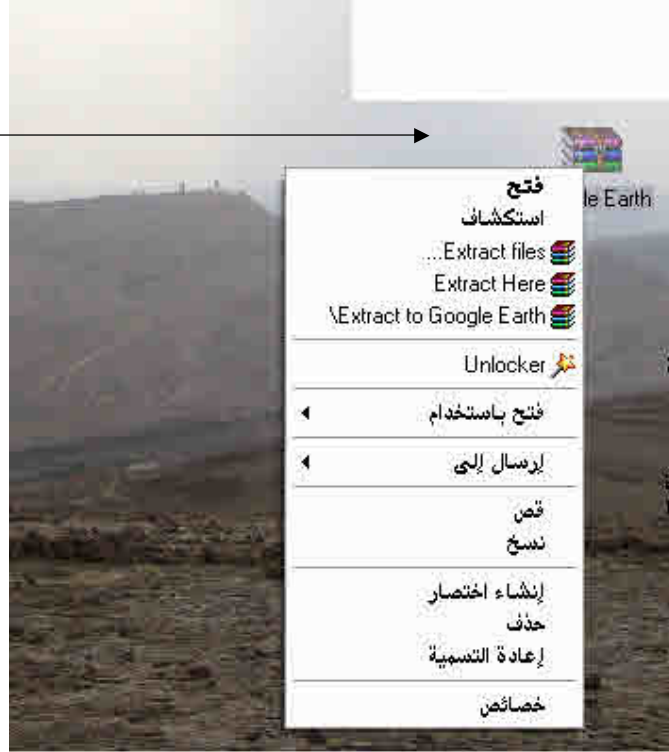 le Earth
فتح
استكشاف
Extract files....
Extract Here
Extract to Google Earth\
Unlocker
فتح باستخدام
إرسال إلى
قص
نسخ
إنشاء اختصار
حذف
إعادة التسمية
خصائص